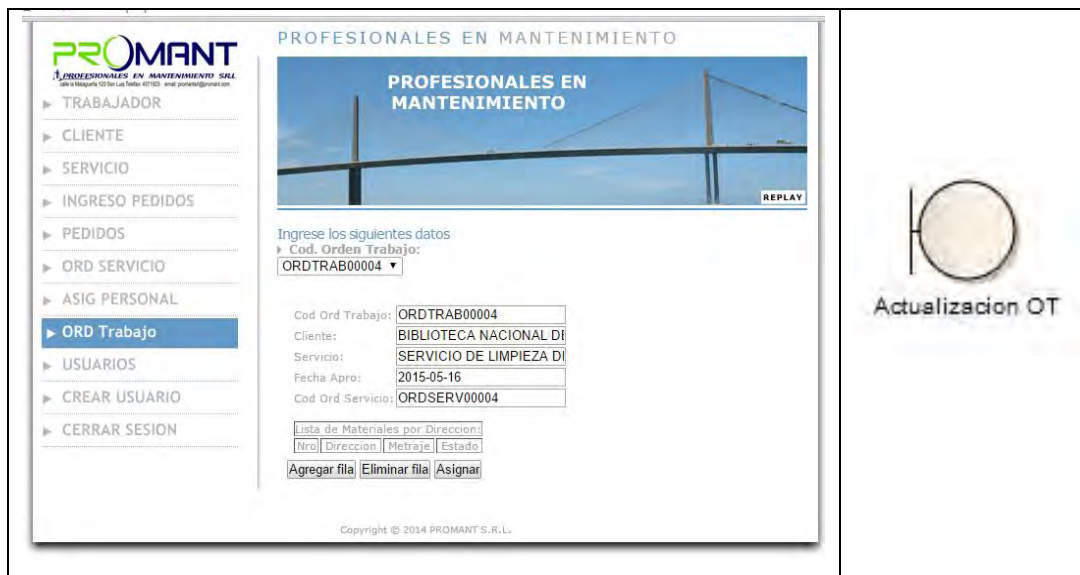 PROMANT
PROFESIONALES EN MANTENIMIENTO SRL
TRABAJADOR
CLIENTE
SERVICIO
INGRESO PEDIDOS
PEDIDOS
ORD SERVICIO
ASIG PERSONAL
ORD Trabajo
USUARIOS
CREAR USUARIO
CERRAR SESION
PROFESIONALES EN MANTENIMIENTO
PROFESIONALES EN
MANTENIMIENTO
REPLAY
Ingrese los siguientes datos
Cod. Orden Trabajo:
ORDTRAB00004
Cod Ord Trabajo: ORDTRAB00004
Cliente: BIBLIOTECA NACIONAL DE
Servicio: SERVICIO DE LIMPIEZA DI
Fecha Apro: 2015-05-16
Cod Ord Servicio: ORDSERV00004
Lista de Materiales por Direccion:
Nro Direccion Metraje Estado
Agregar fila Eliminar fila Asignar
Copyright © 2014 PROMANT S.R.L.
Actualizacion OT